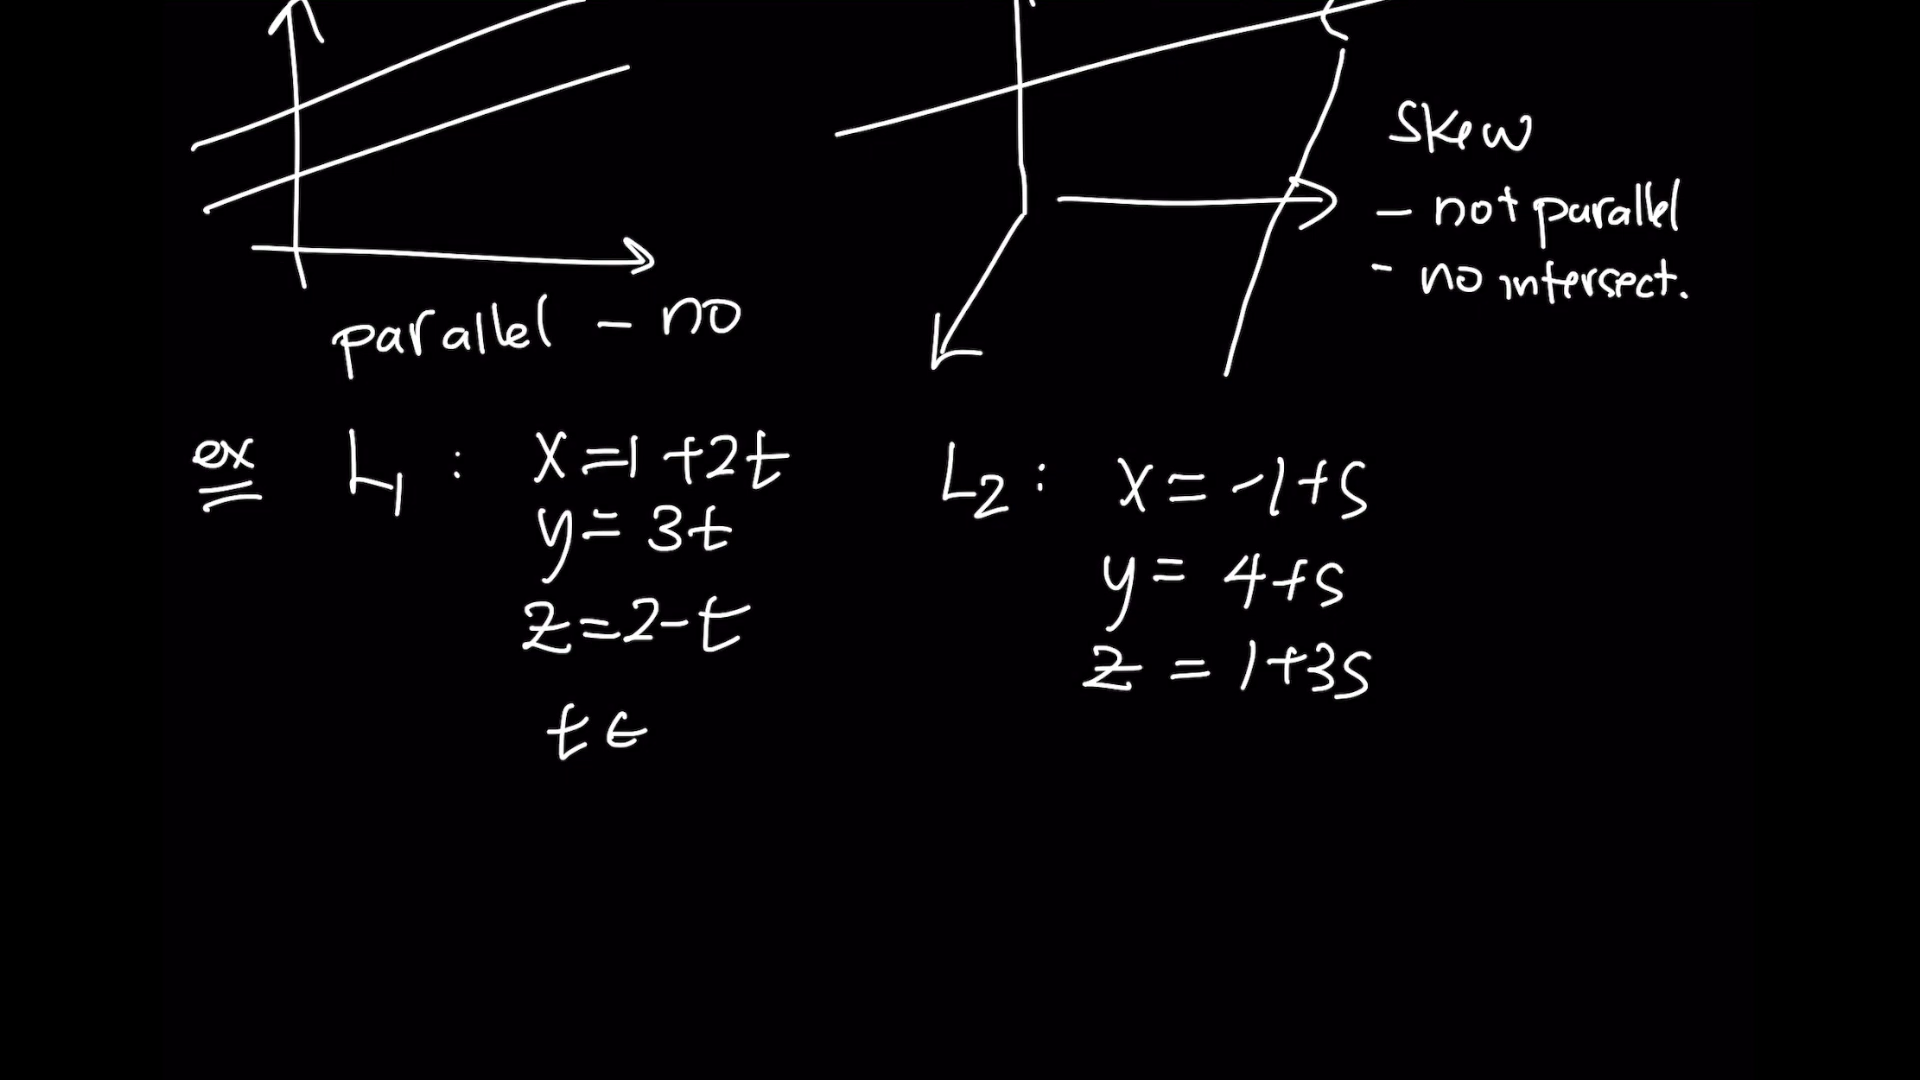 skew
- not parallel
- no intersect.
parallel - no
ex L₁ : x=1+2t
y=3t
z=2-t
t∈
L₂ : x=-1+s
y=4+s
z=1+3s